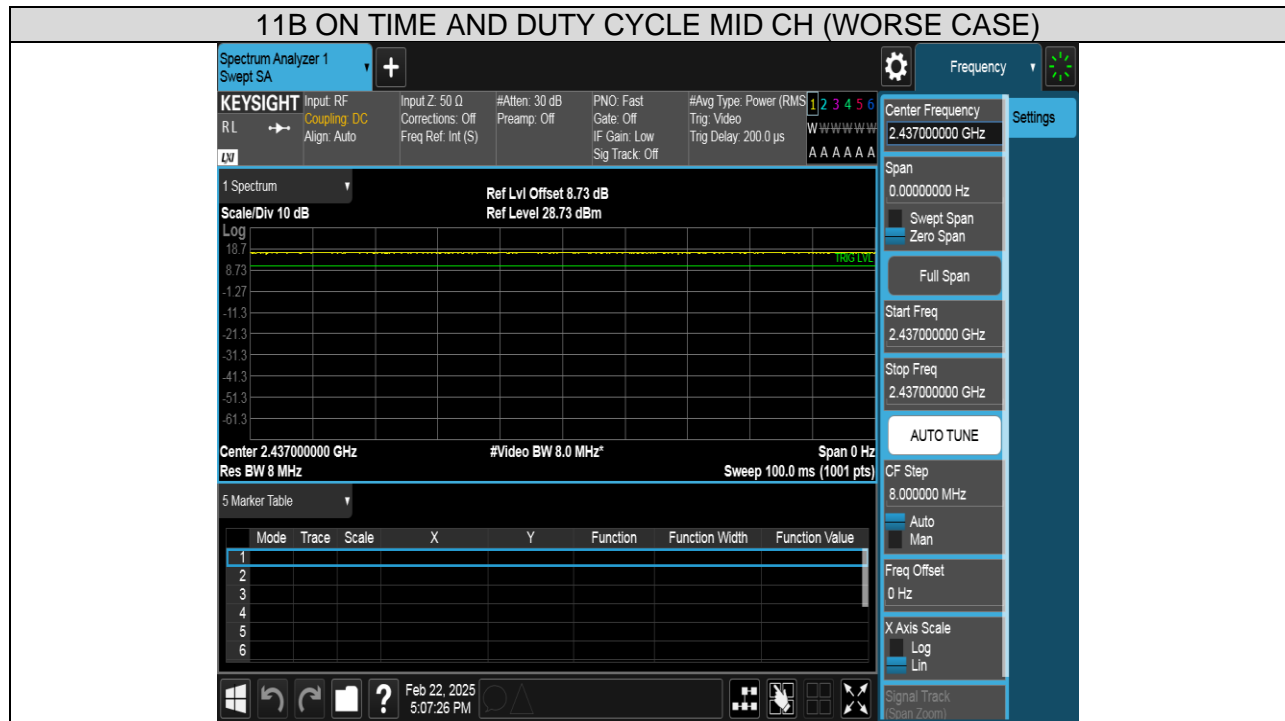 11B ON TIME AND DUTY CYCLE MID CH (WORSE CASE)
Spectrum Analyzer 1
Swept SA
Frequency
KEYSIGHT
RL
LXI
Input: RF
Coupling: DC
Align: Auto
Input Z: 50 Ω
Corrections: Off
Freq Ref: Int (S)
#Atten: 30 dB
Preamp: Off
PNO: Fast
Gate: Off
IF Gain: Low
Sig Track: Off
#Avg Type: Power (RMS
Trig: Video
Trig Delay: 200.0 µs
1 2 3 4 5 6
W W W W W W
A A A A A A
Center Frequency
2.437000000 GHz
Settings
Span
0.00000000 Hz
Swept Span
Zero Span
Full Span
Start Freq
2.437000000 GHz
Stop Freq
2.437000000 GHz
AUTO TUNE
CF Step
8.000000 MHz
Auto
Man
Freq Offset
0 Hz
X Axis Scale
Log
Lin
Signal Track
(Span Zoom)
1 Spectrum
Scale/Div 10 dB
Ref Lvl Offset 8.73 dB
Ref Level 28.73 dBm
Log
18.7
8.73
-1.27
-11.3
-21.3
-31.3
-41.3
-51.3
-61.3
TRIG LVL
Center 2.437000000 GHz
#Video BW 8.0 MHz*
Span 0 Hz
Res BW 8 MHz
Sweep 100.0 ms (1001 pts)
5 Marker Table
Mode Trace Scale X Y Function Function Width Function Value
1
2
3
4
5
6
?
Feb 22, 2025
5:07:26 PM